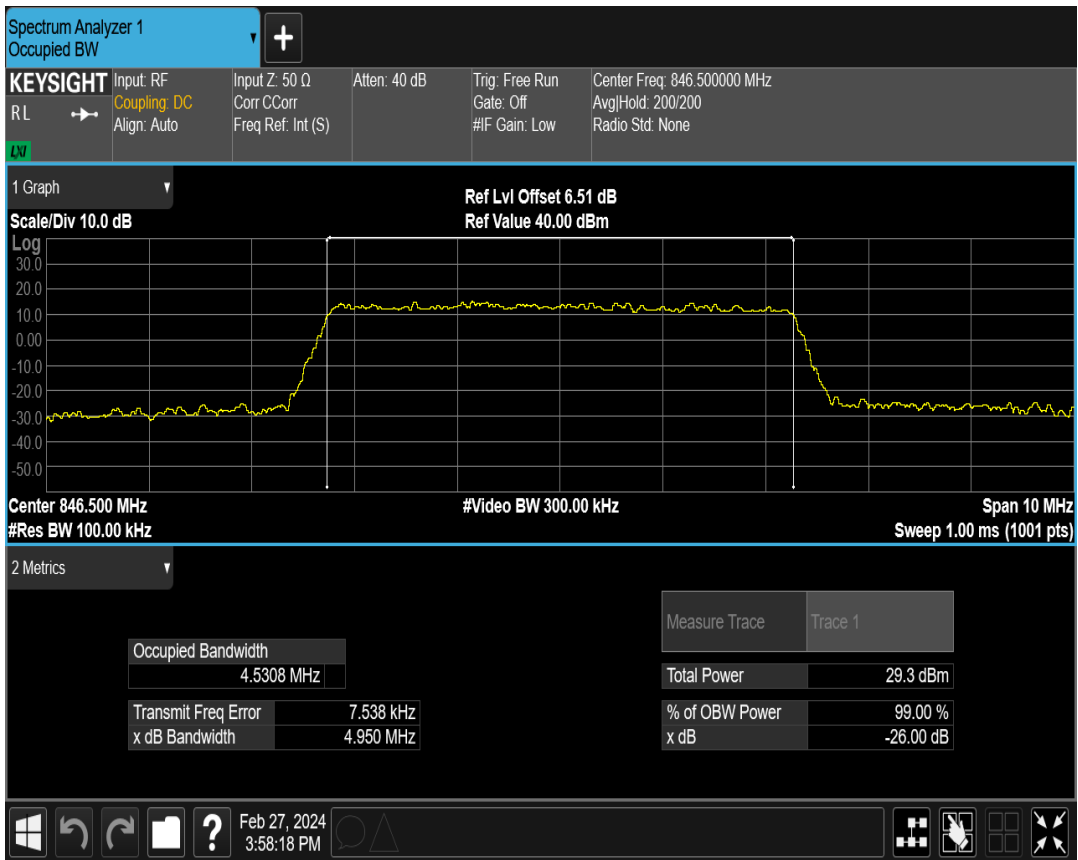 Spectrum Analyzer 1
Occupied BW
KEYSIGHT
RL
LXI
Input: RF
Coupling: DC
Align: Auto
Input Z: 50 Ω
Corr CCorr
Freq Ref: Int (S)
Atten: 40 dB
Trig: Free Run
Gate: Off
#IF Gain: Low
Center Freq: 846.500000 MHz
Avg|Hold: 200/200
Radio Std: None
1 Graph
Scale/Div 10.0 dB
Ref Lvl Offset 6.51 dB
Ref Value 40.00 dBm
Log
30.0
20.0
10.0
0.00
-10.0
-20.0
-30.0
-40.0
-50.0
Center 846.500 MHz
#Video BW 300.00 kHz
Span 10 MHz
#Res BW 100.00 kHz
Sweep 1.00 ms (1001 pts)
2 Metrics
Measure Trace Trace 1
Occupied Bandwidth
4.5308 MHz
Total Power 29.3 dBm
Transmit Freq Error 7.538 kHz
% of OBW Power 99.00 %
x dB Bandwidth 4.950 MHz
x dB -26.00 dB
?
Feb 27, 2024
3:58:18 PM